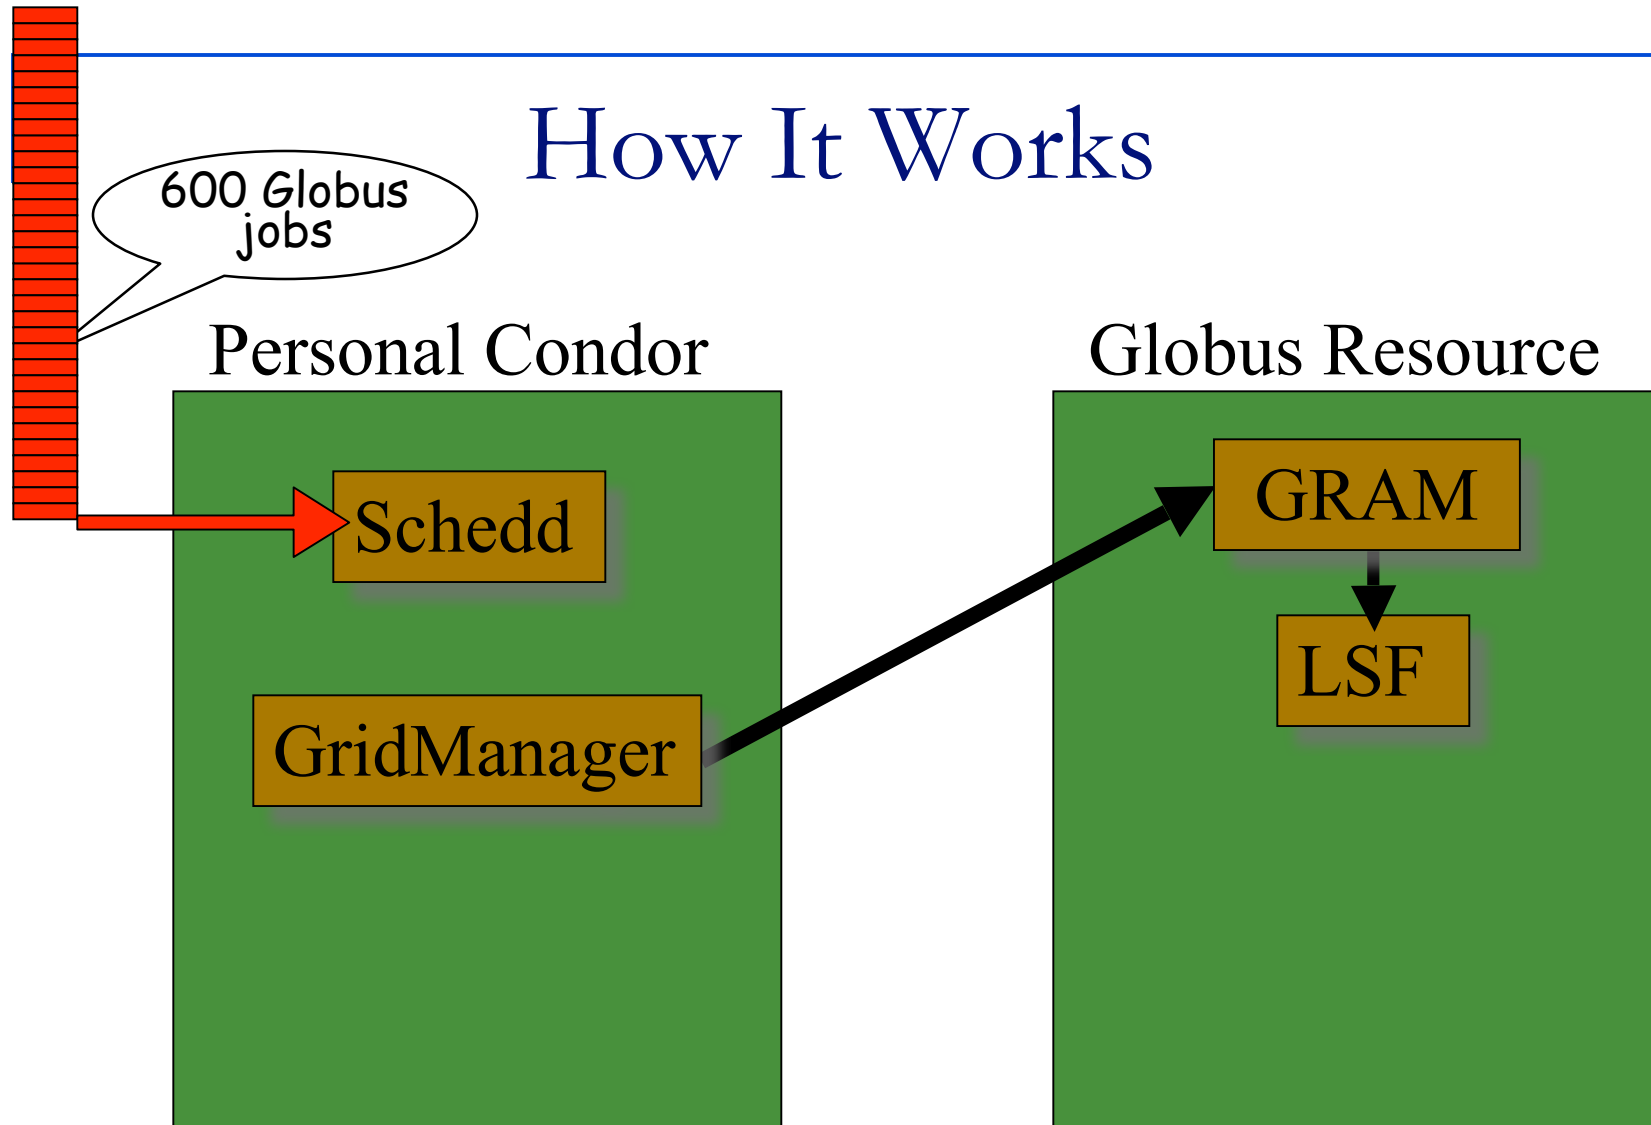 How It Works
600 Globus
jobs
Personal Condor
Globus Resource
Schedd
GRAM
LSF
GridManager